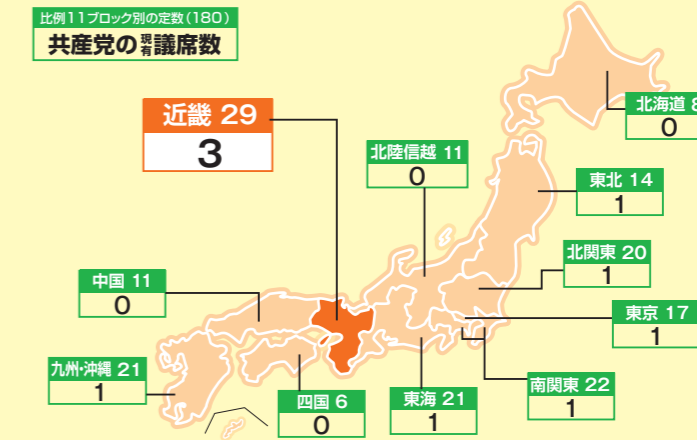 比例11ブロック別の定数(180)
共産党の現有議席数
近畿 29
3
北海道 8
0
北陸信越 11
0
東北 14
1
北関東 20
1
中国 11
0
東京 17
1
九州・沖縄 21
1
南関東 22
1
四国 6
0
東海 21
1